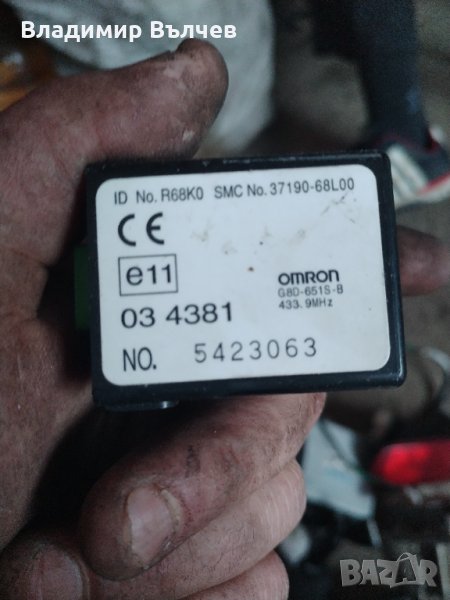 Владимир Вълчев
ID No. R68K0 SMC No. 37190-68L00
CE
e11
OMRON
G8D-651S-B
433.9MHz
03 4381
NO. 5423063
BAZAR